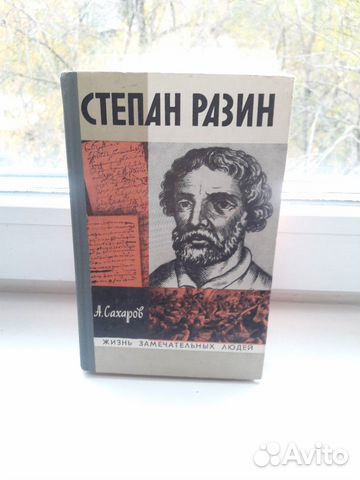 СТЕПАН РАЗИН
А. Сахаров
ЖИЗНЬ ЗАМЕЧАТЕЛЬНЫХ ЛЮДЕЙ
Avito